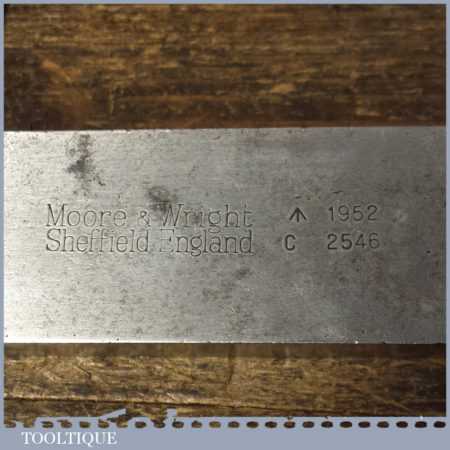 Moore & Wright ↑ 1952
Sheffield England C 2546
TOOLTIQUE